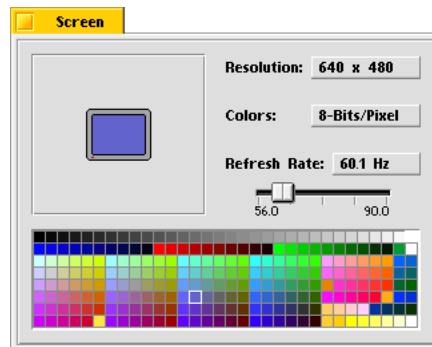 Screen
Resolution: 640 x 480
Colors: 8-Bits/Pixel
Refresh Rate: 60.1 Hz
56.0 90.0